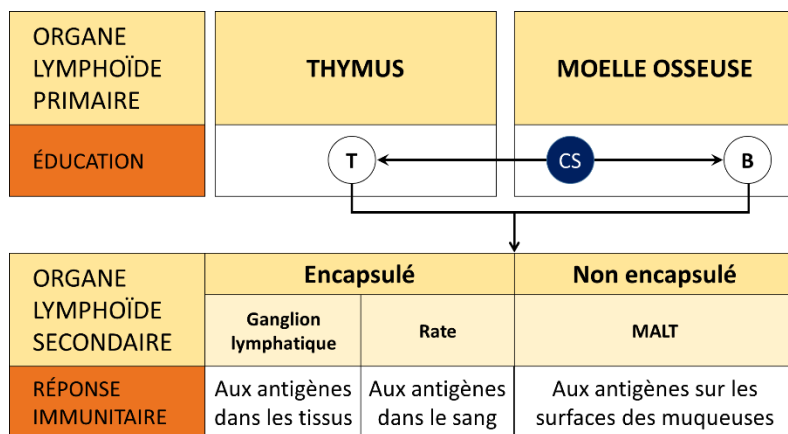 ORGANE
LYMPHOÏDE
PRIMAIRE
THYMUS
MOELLE OSSEUSE
ÉDUCATION
T
CS
B
ORGANE
LYMPHOÏDE
SECONDAIRE
Encapsulé
Non encapsulé
Ganglion
lymphatique
Rate
MALT
RÉPONSE
IMMUNITAIRE
Aux antigènes
dans les tissus
Aux antigènes
dans le sang
Aux antigènes sur les
surfaces des muqueuses